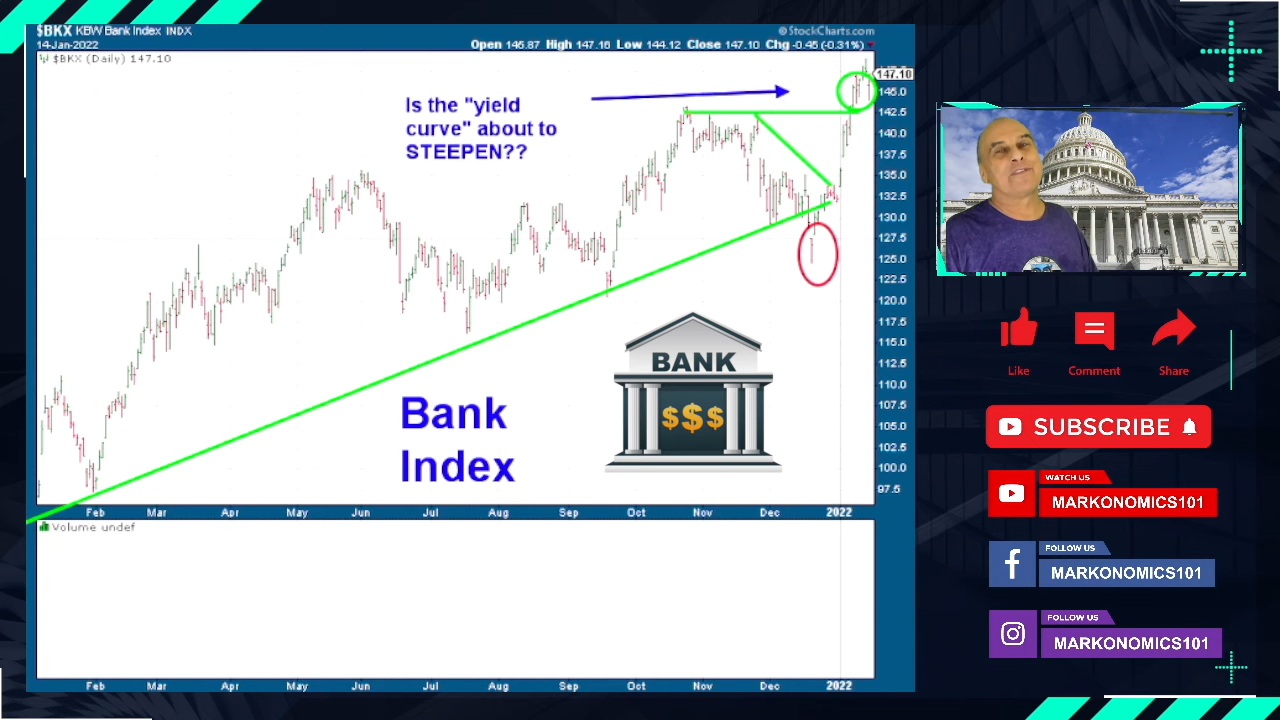 $BKX KBW Bank Index INDX
©StockCharts.com
14-Jan-2022
Open 145.87 High 147.16 Low 144.12 Close 147.10 Chg -0.45 (-0.31%)
$BKX (Daily) 147.10
147.10
145.0
142.5
140.0
137.5
135.0
132.5
130.0
127.5
125.0
122.5
120.0
117.5
115.0
112.5
110.0
107.5
105.0
102.5
100.0
97.5
Is the "yield
curve" about to
STEEPEN??
BANK
$$$
Bank
Index
Feb Mar Apr May Jun Jul Aug Sep Oct Nov Dec 2022
Volume undef
Feb Mar Apr May Jun Jul Aug Sep Oct Nov Dec 2022
Like Comment Share
SUBSCRIBE
WATCH US
MARKONOMICS101
FOLLOW US
MARKONOMICS101
FOLLOW US
MARKONOMICS101